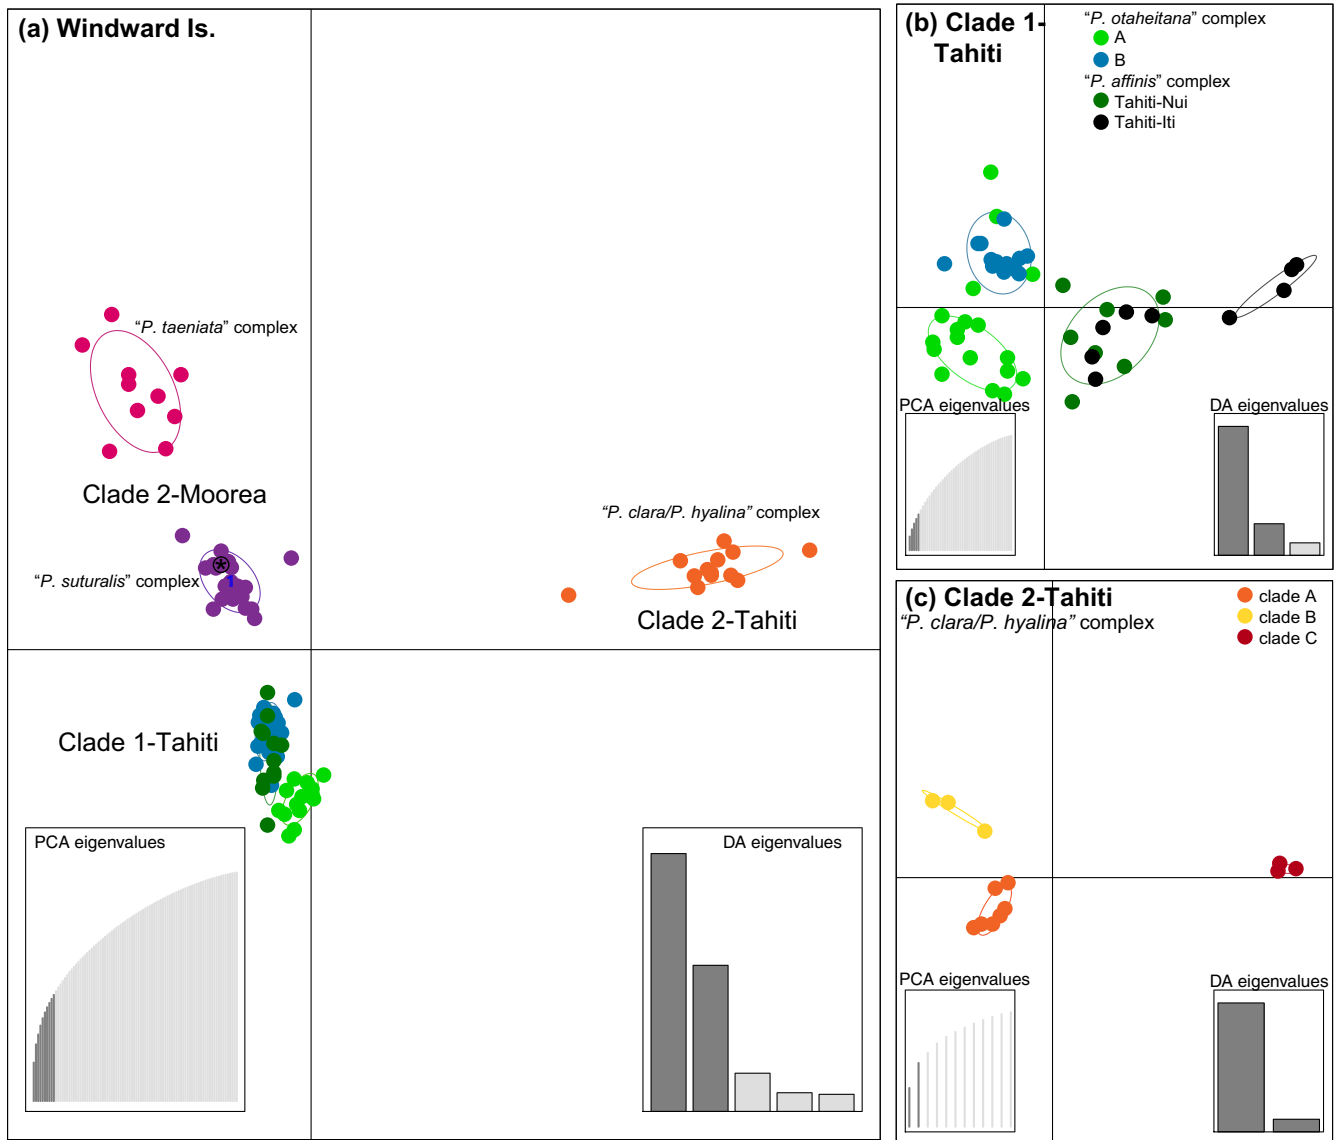 (a) Windward Is.
“P. taeniata” complex
Clade 2-Moorea
“P. suturalis” complex
*
1
“P. clara/P. hyalina” complex
Clade 2-Tahiti
Clade 1-Tahiti
PCA eigenvalues
DA eigenvalues
(b) Clade 1-
Tahiti
“P. otaheitana” complex
A
B
“P. affinis” complex
Tahiti-Nui
Tahiti-Iti
PCA eigenvalues
DA eigenvalues
(c) Clade 2-Tahiti
“P. clara/P. hyalina” complex
clade A
clade B
clade C
PCA eigenvalues
DA eigenvalues